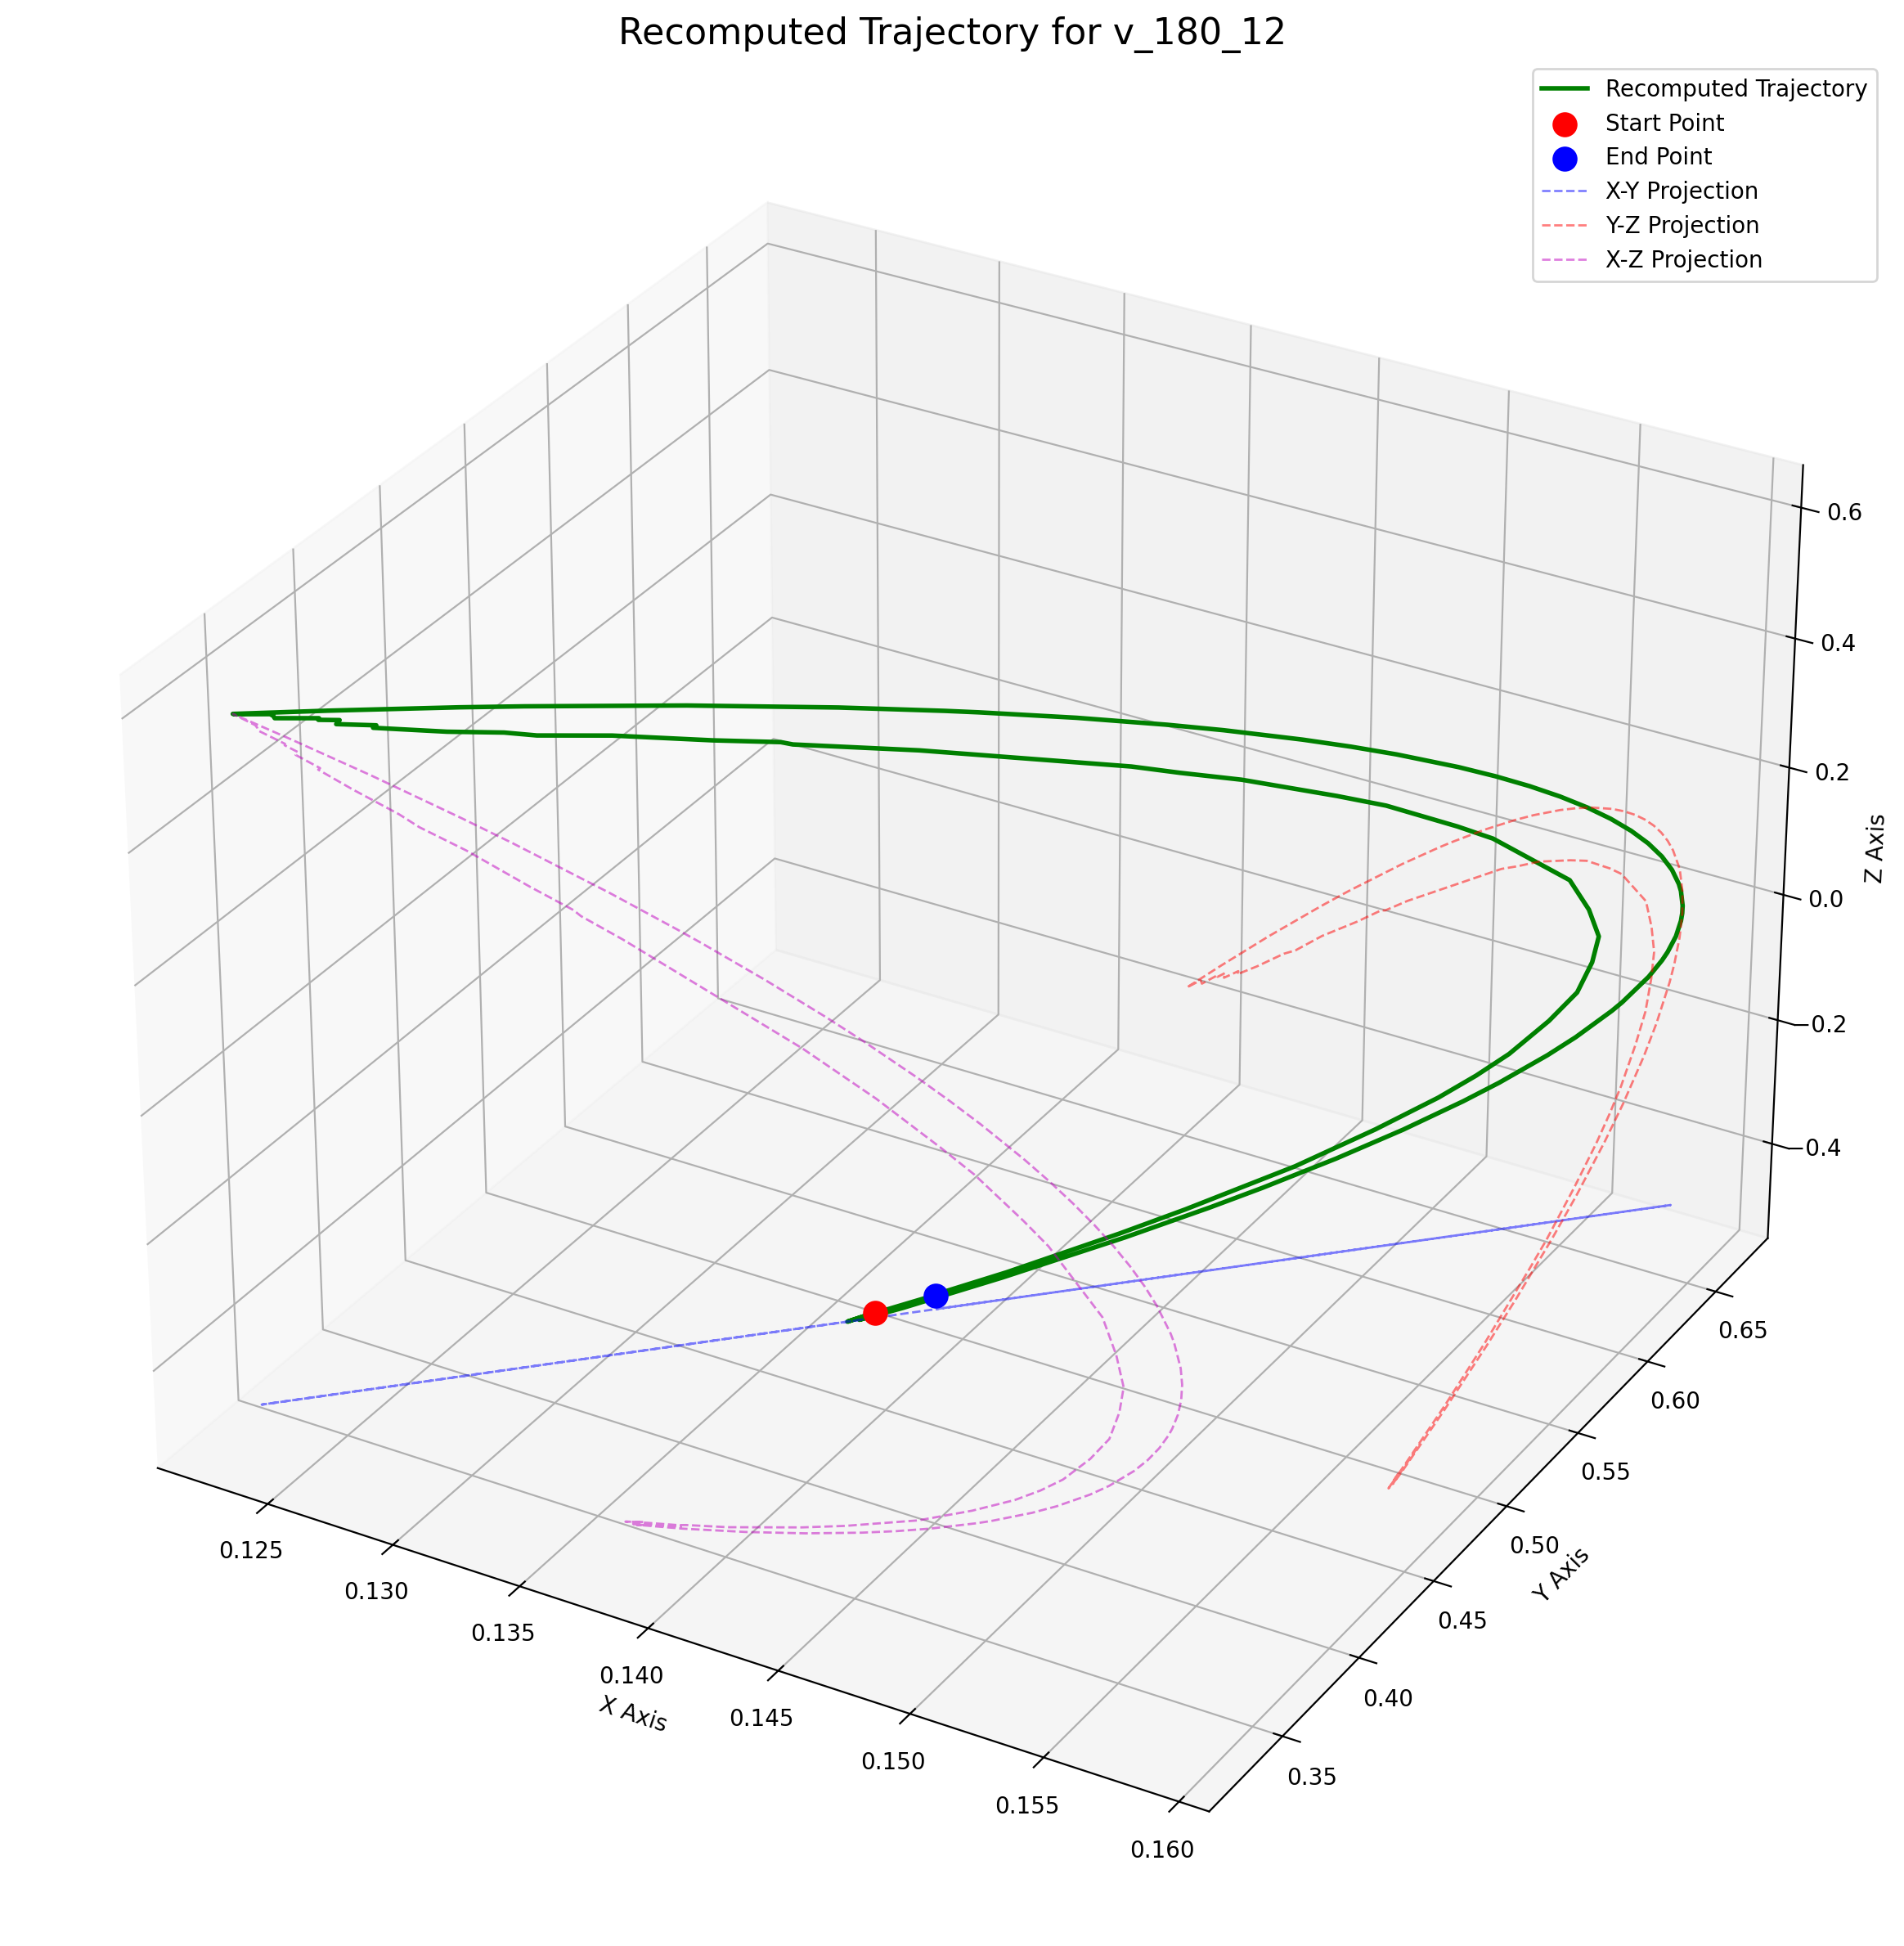 Recomputed Trajectory for v_180_12
Recomputed Trajectory
Start Point
End Point
X-Y Projection
Y-Z Projection
X-Z Projection
0.6
0.4
0.2
0.0
−0.2
−0.4
Z Axis
0.65
0.60
0.55
0.50
0.45
0.40
0.35
Y Axis
0.125
0.130
0.135
0.140
0.145
0.150
0.155
0.160
X Axis